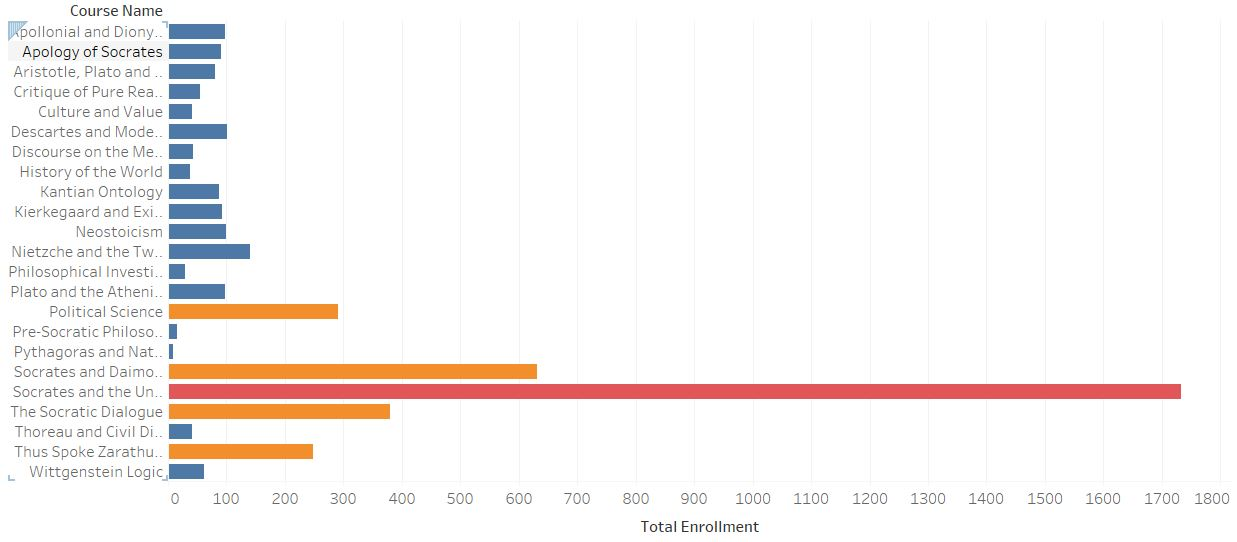 Course Name
Apollonial and Diony..
Apology of Socrates
Aristotle, Plato and ..
Critique of Pure Rea..
Culture and Value
Descartes and Mode..
Discourse on the Me..
History of the World
Kantian Ontology
Kierkegaard and Exi..
Neostoicism
Nietzche and the Tw..
Philosophical Investi..
Plato and the Atheni..
Political Science
Pre-Socratic Philoso..
Pythagoras and Nat..
Socrates and Daimo..
Socrates and the Un..
The Socratic Dialogue
Thoreau and Civil Di..
Thus Spoke Zarathu..
Wittgenstein Logic
0 100 200 300 400 500 600 700 800 900 1000 1100 1200 1300 1400 1500 1600 1700 1800
Total Enrollment